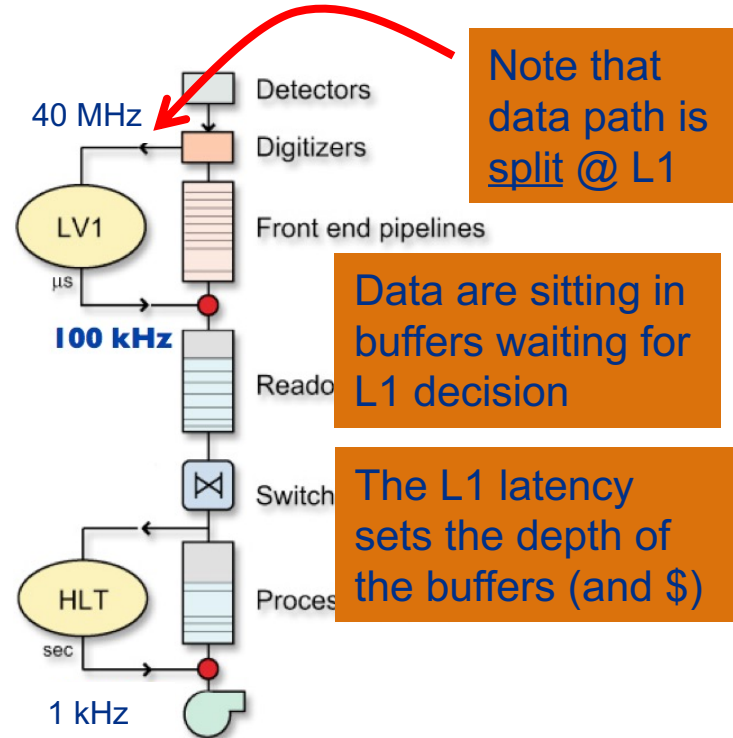 Note that
data path is
split @ L1
Detectors
40 MHz
Digitizers
LV1
Front end pipelines
µs
100 kHz
Data are sitting in
buffers waiting for
L1 decision
Reado
Switch
The L1 latency
sets the depth of
the buffers (and $)
HLT
Proces
sec
1 kHz